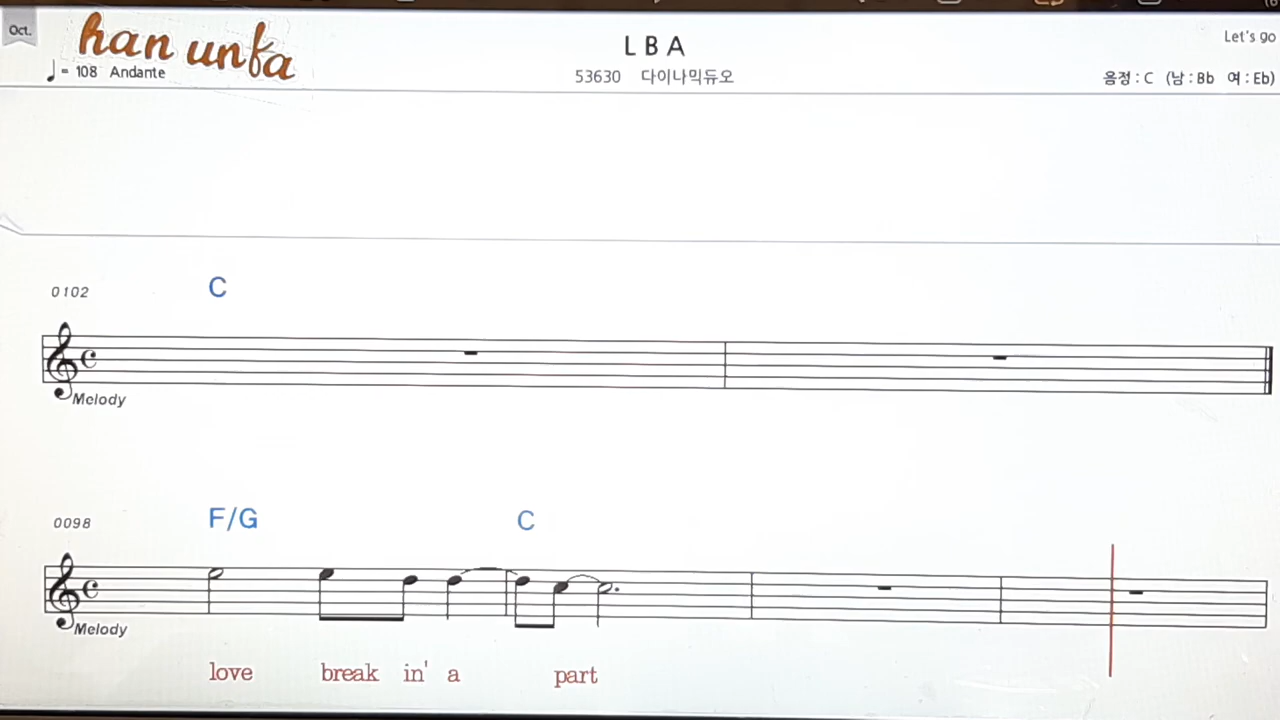 Oct.
han unfa
♩= 108 Andante
L B A
53630 다이나믹듀오
Let's go
음정 : C (남 : Bb 여 : Eb)
0102
C
Melody
0098
F/G C
Melody
love break in' a part